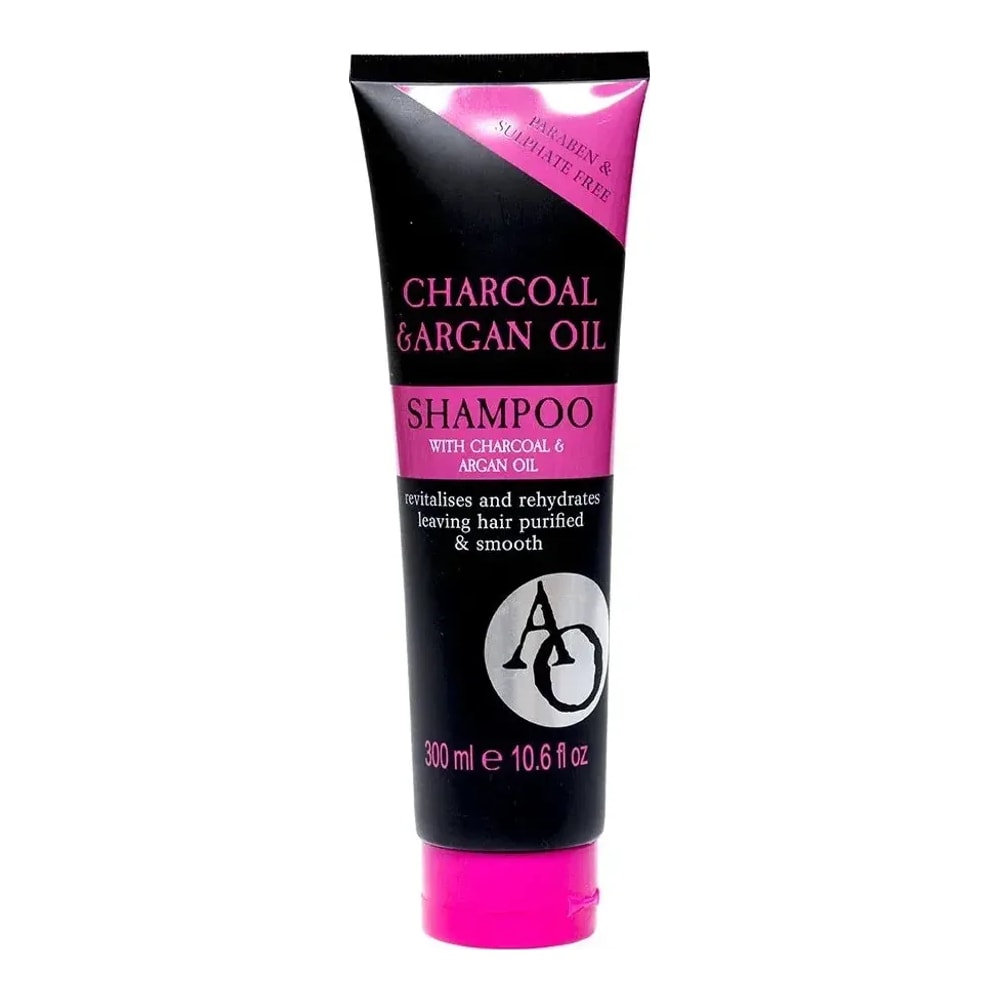 PARABEN &
SULPHATE FREE
CHARCOAL
&ARGAN OIL
SHAMPOO
WITH CHARCOAL &
ARGAN OIL
revitalises and rehydrates
leaving hair purified
& smooth
AO
300 ml ℮ 10.6 fl oz